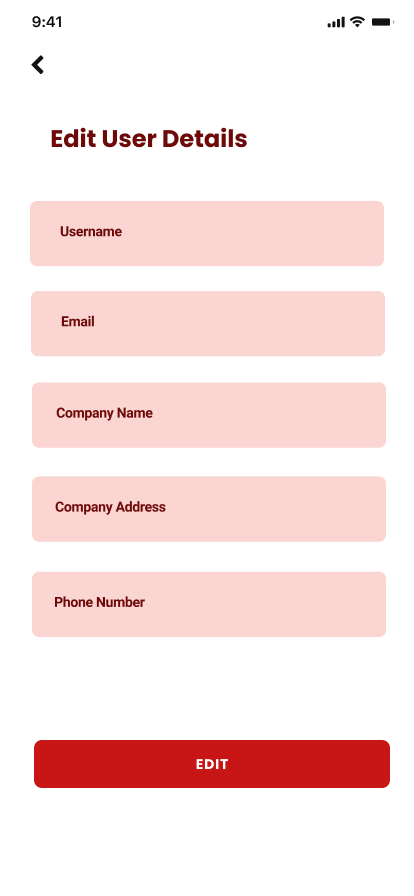 9:41
Edit User Details
Username
Email
Company Name
Company Address
Phone Number
EDIT